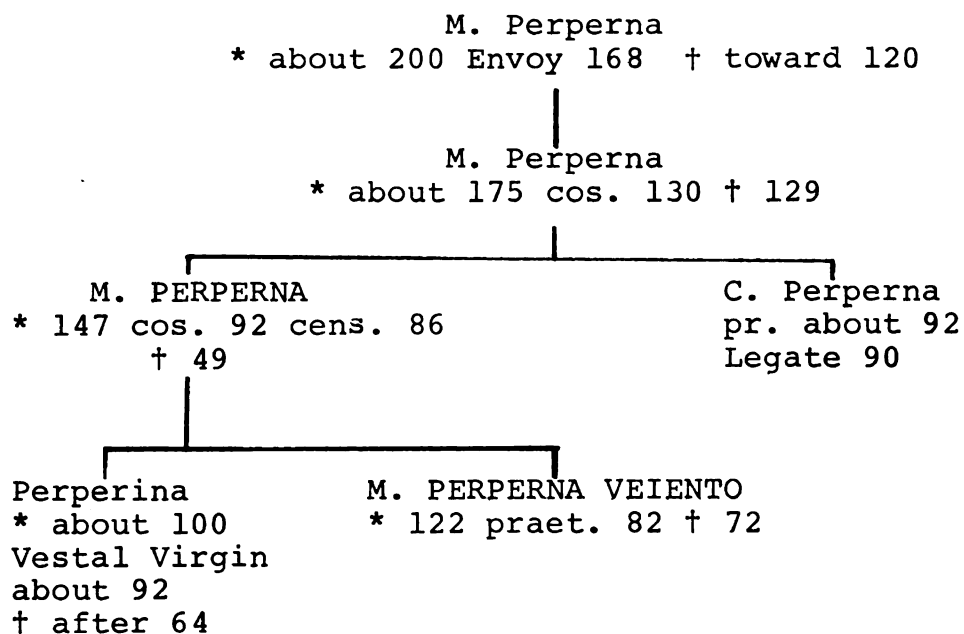 M. Perperna
* about 200 Envoy 168 † toward 120
M. Perperna
* about 175 cos. 130 † 129
M. PERPERNA
* 147 cos. 92 cens. 86
† 49
C. Perperna
pr. about 92
Legate 90
Perperina
* about 100
Vestal Virgin
about 92
† after 64
M. PERPERNA VEIENTO
* 122 praet. 82 † 72